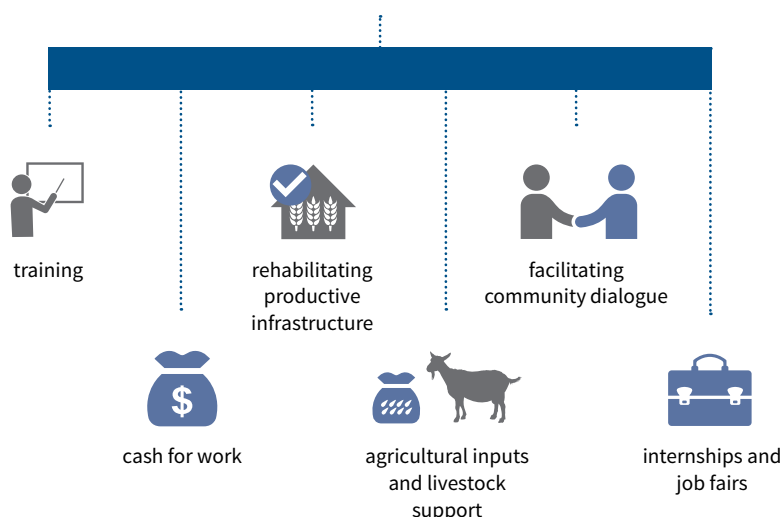 training
rehabilitating
productive
infrastructure
facilitating
community dialogue
$
cash for work
agricultural inputs
and livestock
support
internships and
job fairs